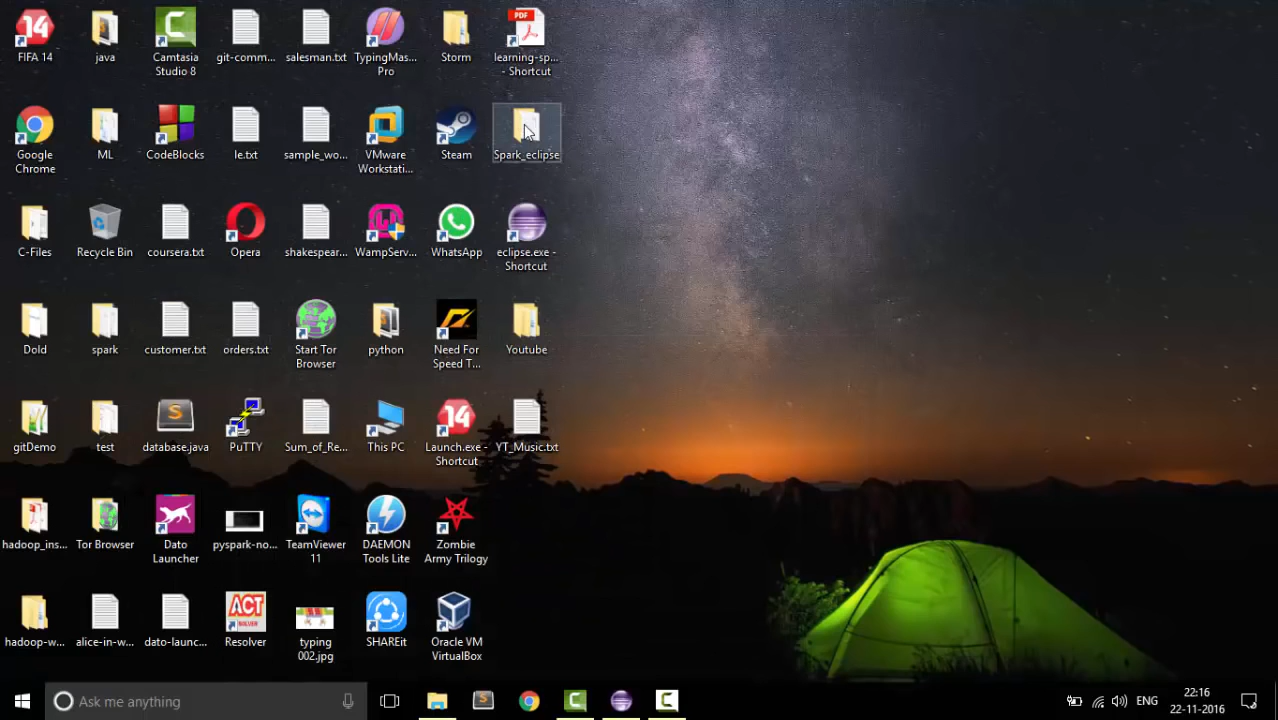 FIFA 14
java
Camtasia
Studio 8
git-comm...
salesman.txt
TypingMas...
Pro
Storm
PDF
learning-sp...
- Shortcut
Google
Chrome
ML
CodeBlocks
le.txt
sample_wo...
VMware
Workstati...
Steam
Spark_eclipse
C-Files
Recycle Bin
coursera.txt
Opera
shakespear...
WampServ...
WhatsApp
eclipse.exe -
Shortcut
Dold
spark
customer.txt
orders.txt
Start Tor
Browser
python
Need For
Speed T...
Youtube
gitDemo
test
database.java
PuTTY
Sum_of_Re...
This PC
Launch.exe -
Shortcut
YT_Music.txt
hadoop_ins...
Tor Browser
Dato
Launcher
pyspark-no...
TeamViewer
11
DAEMON
Tools Lite
Zombie
Army Trilogy
hadoop-w...
alice-in-w...
dato-launc...
ACT
Resolver
typing
002.jpg
SHAREit
Oracle VM
VirtualBox
Ask me anything
ENG
22:16
22-11-2016